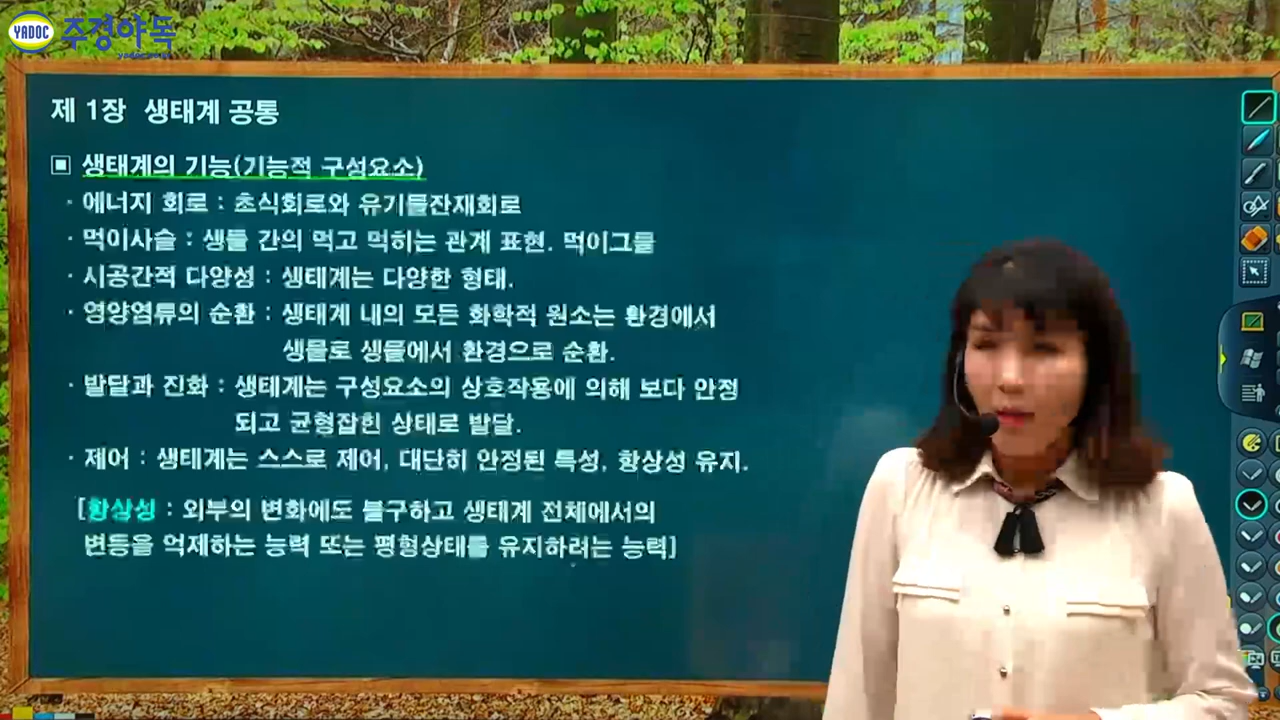 YADOC 주경야독
제 1장 생태계 공통
▣ 생태계의 기능(기능적 구성요소)
· 에너지 회로 : 초식회로와 유기물잔재회로
· 먹이사슬 : 생물 간의 먹고 먹히는 관계 표현. 먹이그물
· 시공간적 다양성 : 생태계는 다양한 형태.
· 영양염류의 순환 : 생태계 내의 모든 화학적 원소는 환경에서
생물로 생물에서 환경으로 순환.
· 발달과 진화 : 생태계는 구성요소의 상호작용에 의해 보다 안정
되고 균형잡힌 상태로 발달.
· 제어 : 생태계는 스스로 제어, 대단히 안정된 특성, 항상성 유지.
[항상성 : 외부의 변화에도 불구하고 생태계 전체에서의
변동을 억제하는 능력 또는 평형상태를 유지하려는 능력]